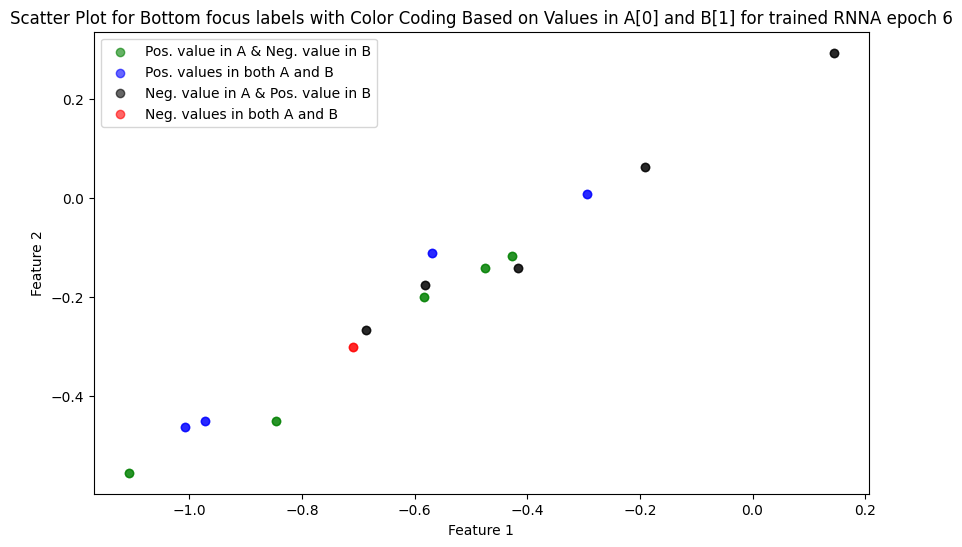 Scatter Plot for Bottom focus labels with Color Coding Based on Values in A[0] and B[1] for trained RNNA epoch 6
Pos. value in A & Neg. value in B
Pos. values in both A and B
Neg. value in A & Pos. value in B
Neg. values in both A and B
0.2
0.0
−0.2
−0.4
Feature 2
−1.0
−0.8
−0.6
−0.4
−0.2
0.0
0.2
Feature 1